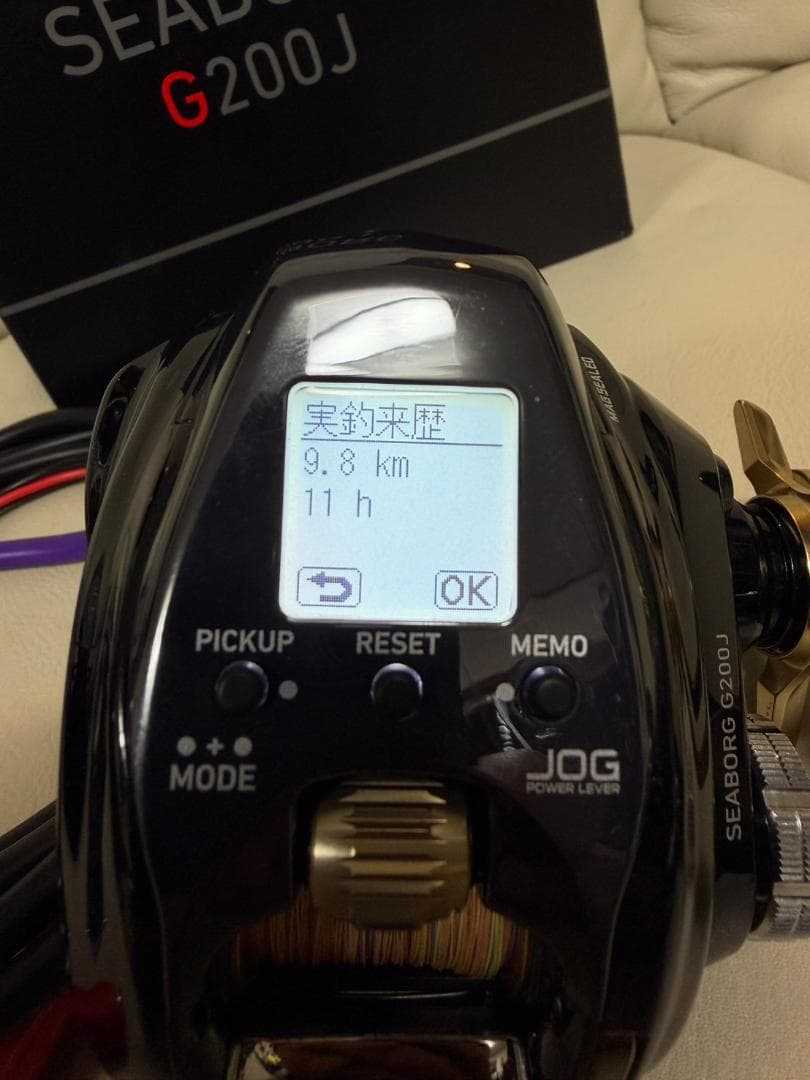 SEABORG
G200J
MAGSEALED
実釣来歴
9.8 km
11 h
OK
PICKUP RESET MEMO
MODE
JOG
POWER LEVER
SEABORG G200J